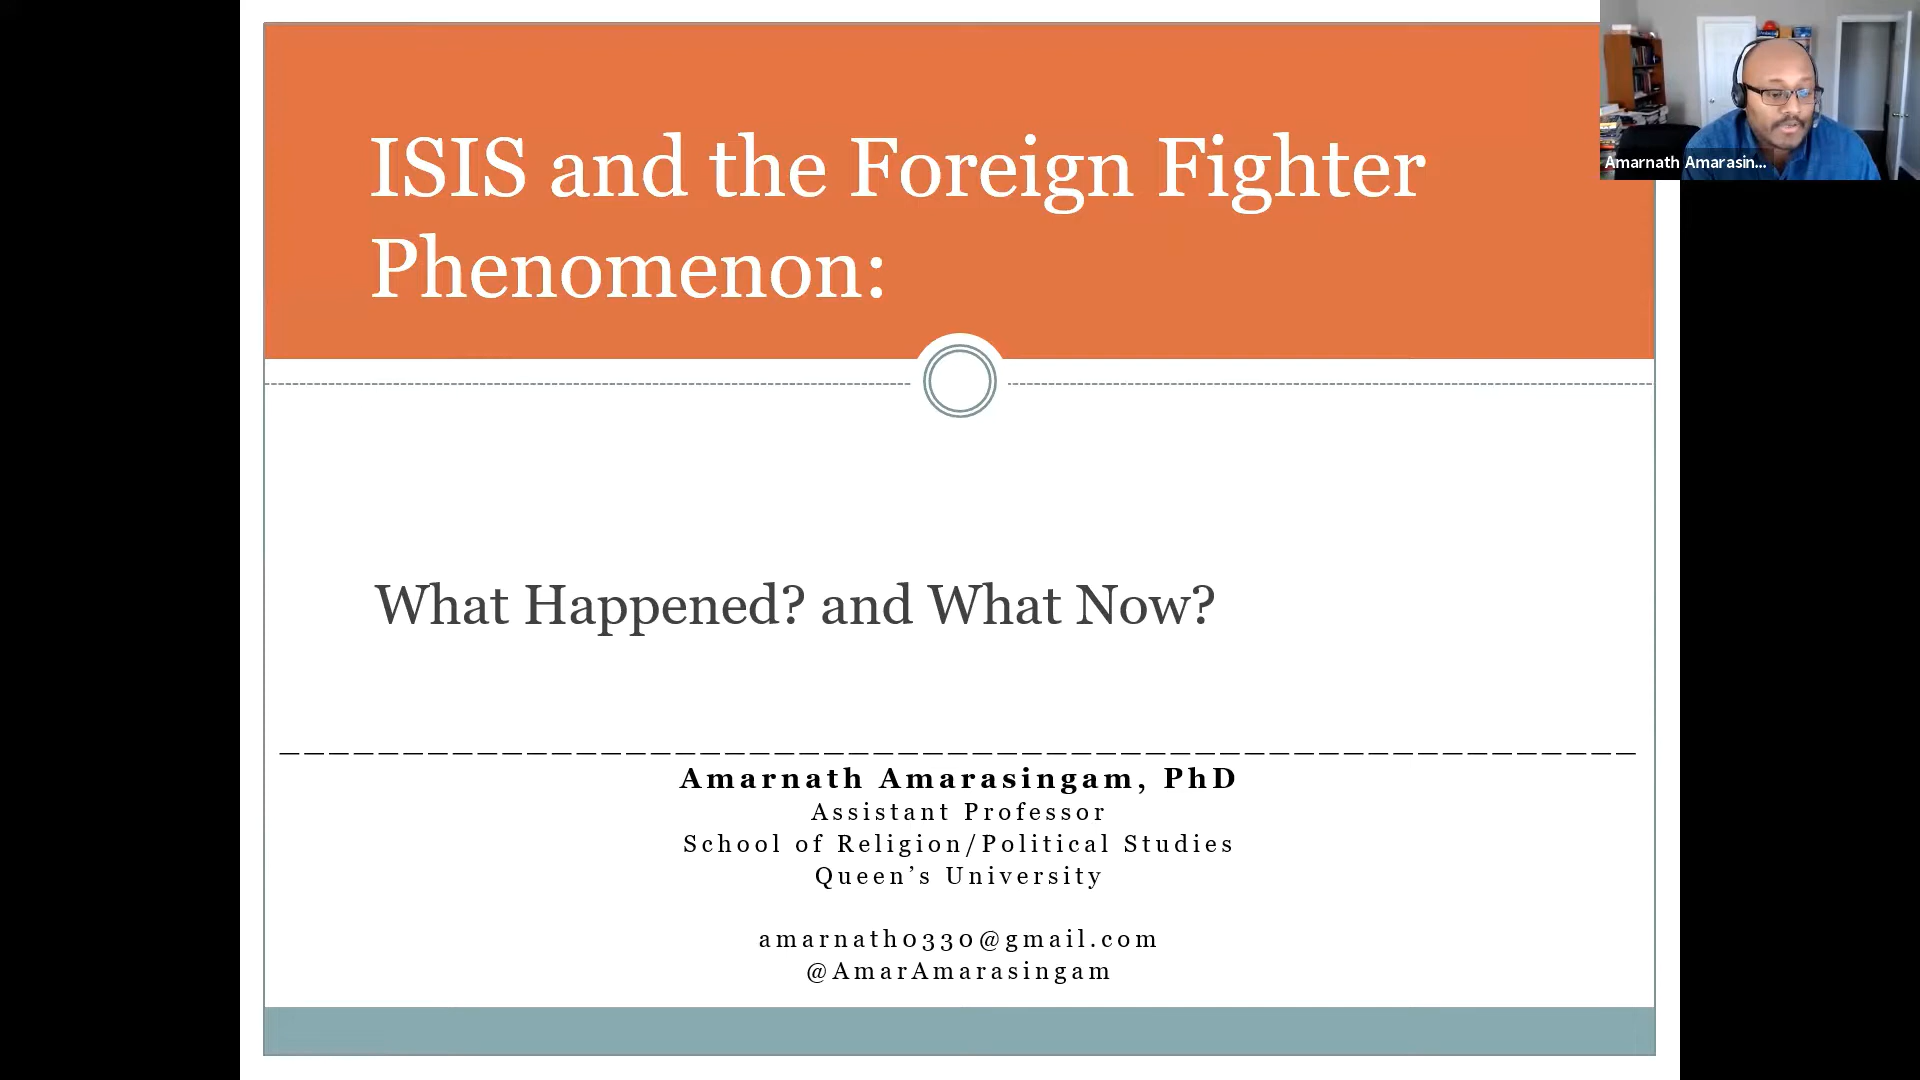 ISIS and the Foreign Fighter
Phenomenon:
Amarnath Amarasin...
What Happened? and What Now?
Amarnath Amarasingam, PhD
Assistant Professor
School of Religion/Political Studies
Queen’s University
amarnath0330@gmail.com
@AmarAmarasingam